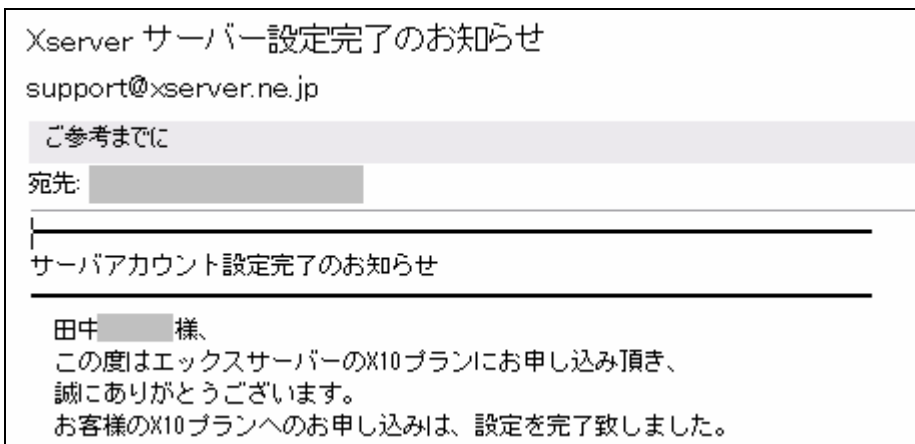 Xserver サーバー設定完了のお知らせ
support@xserver.ne.jp
ご参考までに
宛先:
サーバアカウント設定完了のお知らせ
田中 様、
この度はエックスサーバーのX10プランにお申し込み頂き、
誠にありがとうございます。
お客様のX10プランへのお申し込みは、設定を完了致しました。